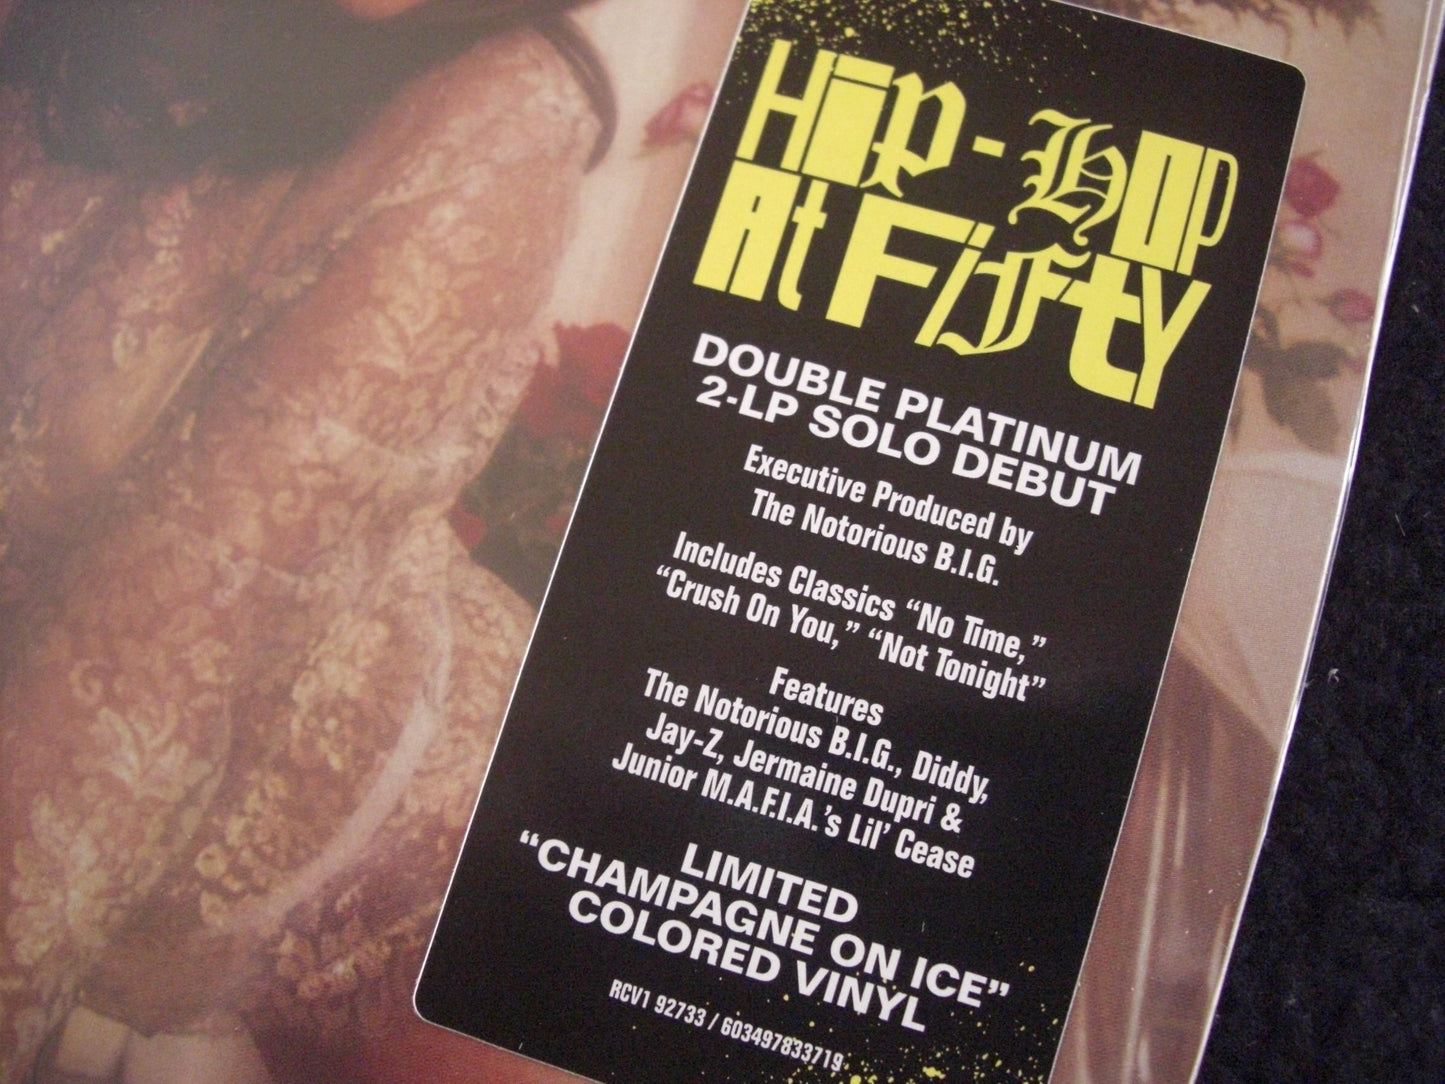 Hip-Hop
At Fifty
DOUBLE PLATINUM
2-LP SOLO DEBUT
Executive Produced by
The Notorious B.I.G.
Includes Classics “No Time,”
“Crush On You,” “Not Tonight”
Features
The Notorious B.I.G., Diddy,
Jay-Z, Jermaine Dupri &
Junior M.A.F.I.A.’s Lil’ Cease
LIMITED
“CHAMPAGNE ON ICE”
COLORED VINYL
RCV1 92733 / 603497833719